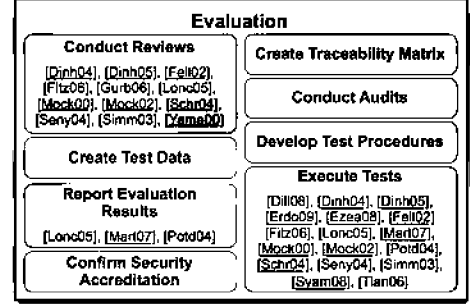 Evaluation
Conduct Reviews
[Dinh04], [Dinh05], [Fell02],
[Fitz06], [Gurb06], [Lonc05],
[Mock00], [Mock02], [Schr04],
[Seny04], [Simm03], [Yama00]
Create Test Data
Report Evaluation
Results
[Lonc05], [Mart07], [Potd04]
Confirm Security
Accreditation
Create Traceability Matrix
Conduct Audits
Develop Test Procedures
Execute Tests
[Dill08], [Dinh04], [Dinh05],
[Erdo09], [Ezea08], [Fell02]
[Fitz06], [Lonc05], [Mart07],
[Mock00], [Mock02], [Potd04],
[Schr04], [Seny04], [Simm03],
[Syam08], [Tian06]